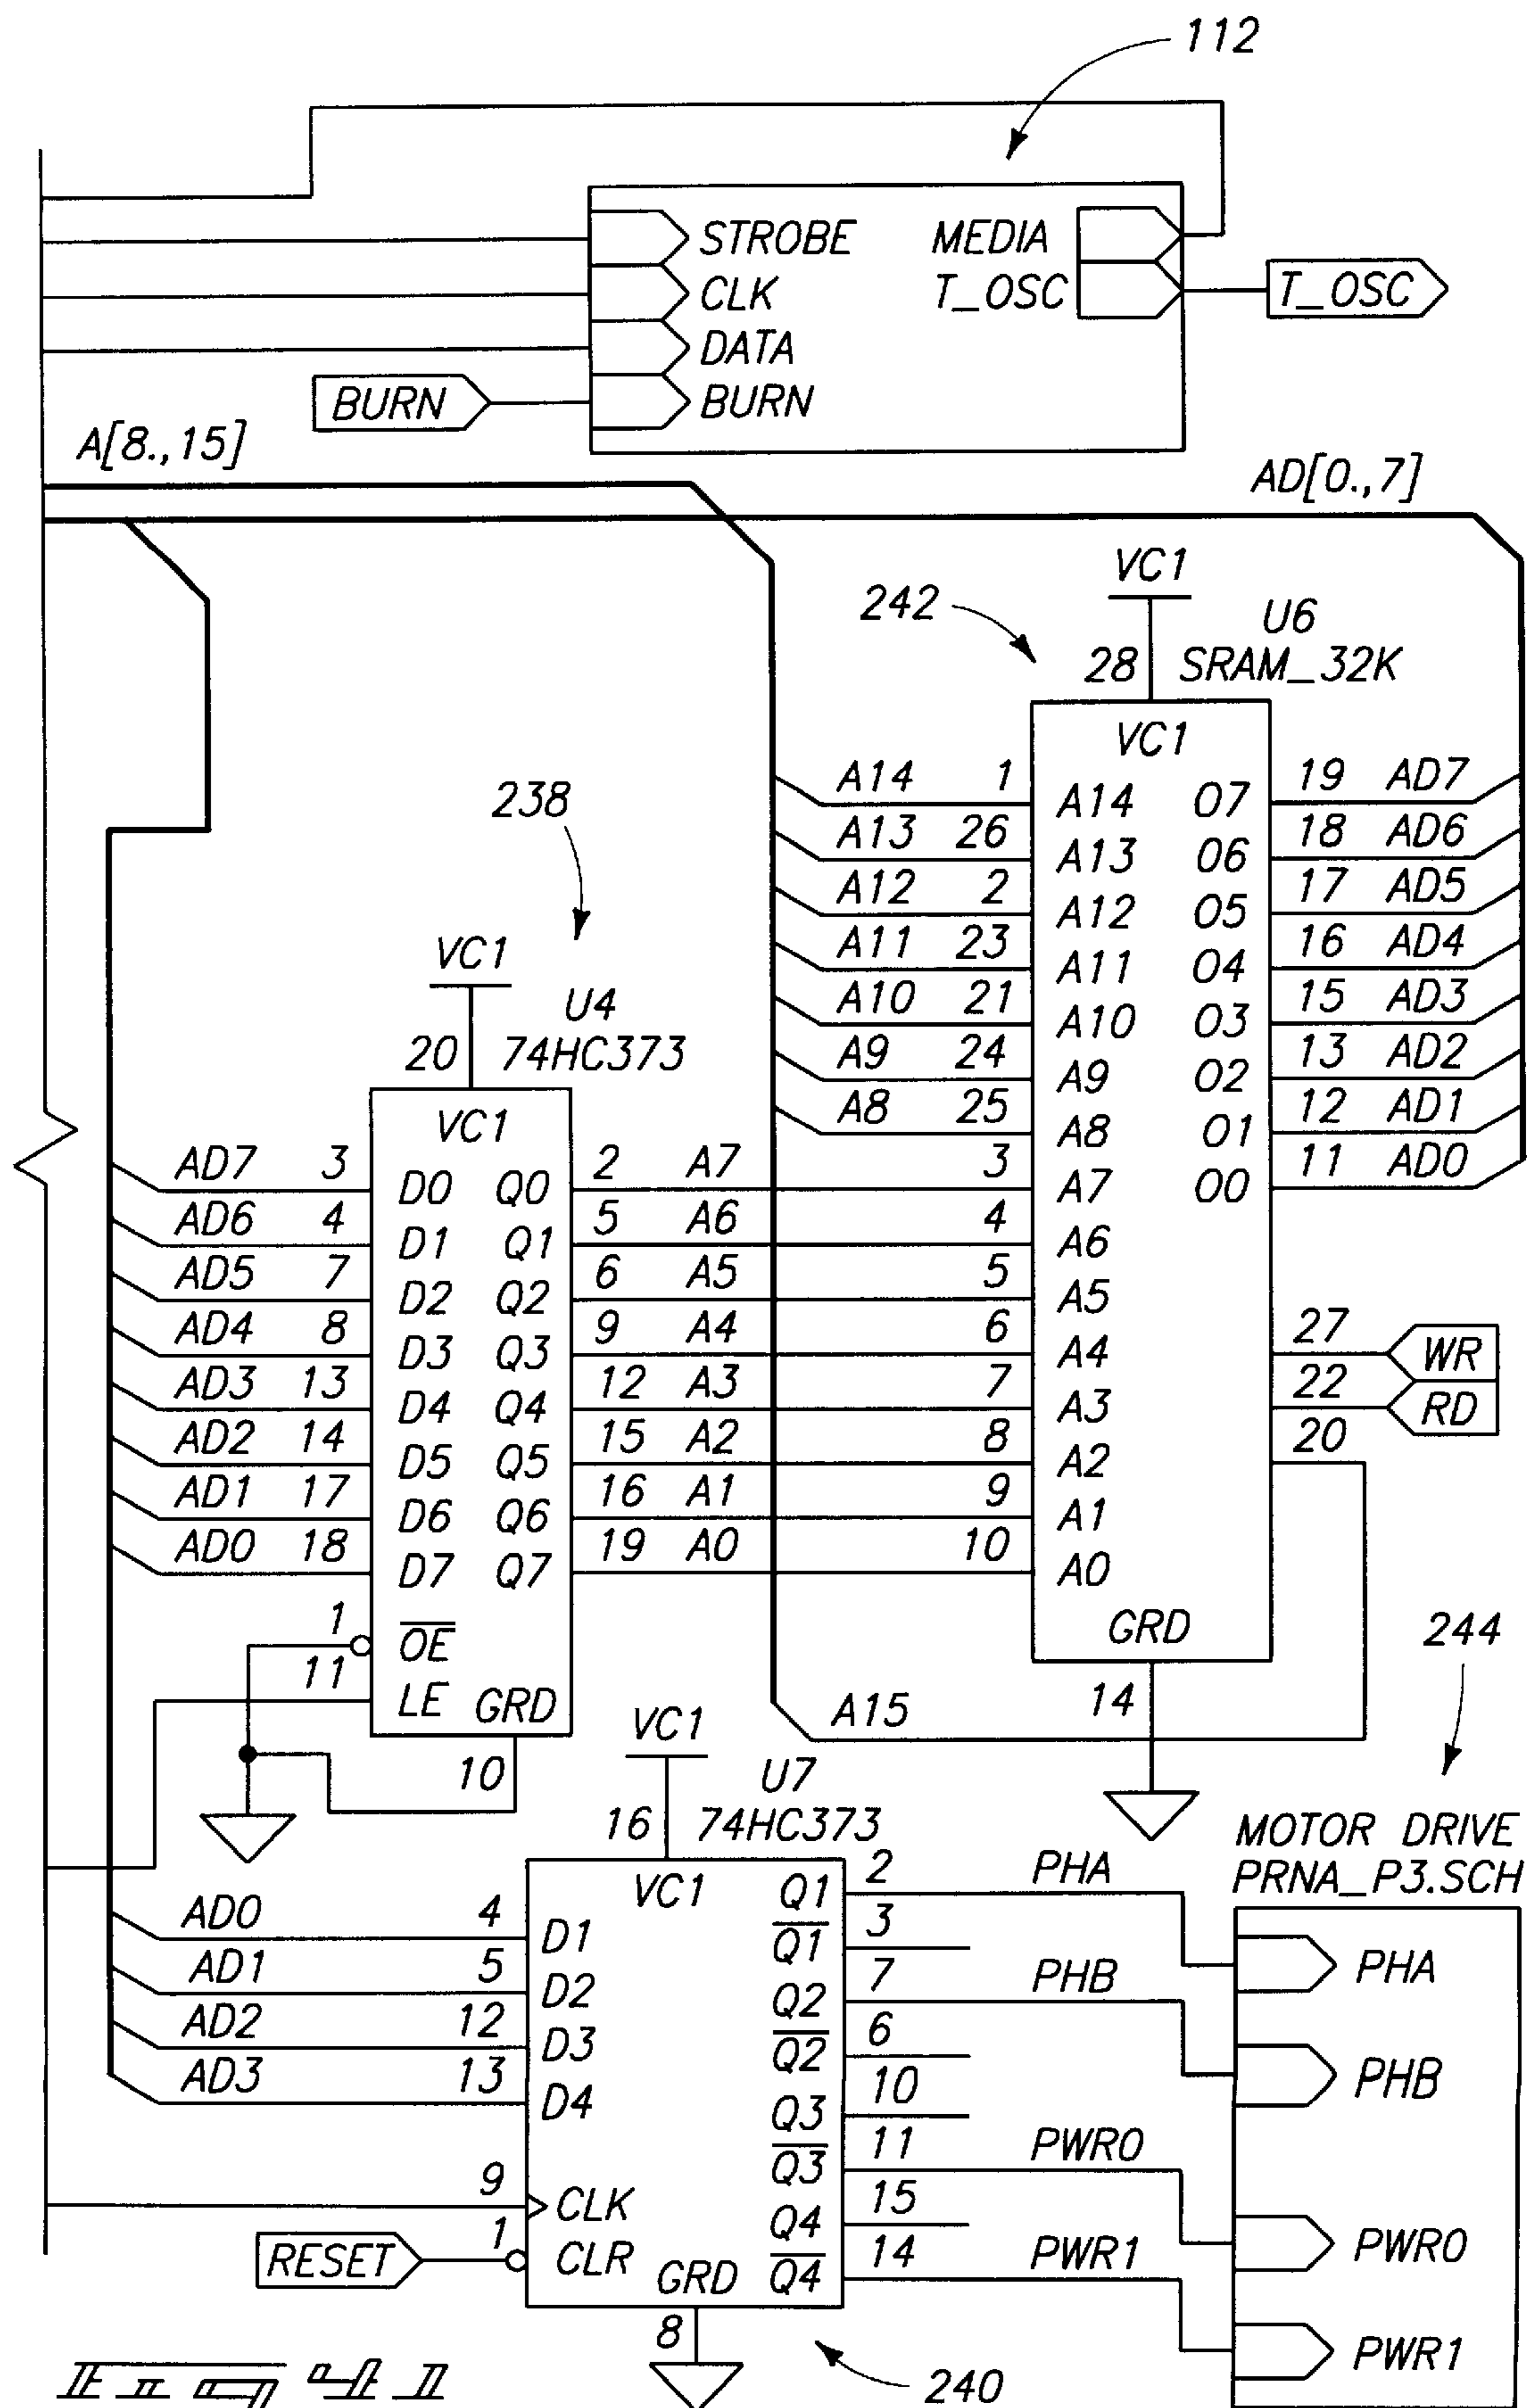 112
STROBE MEDIA
CLK T_OSC T_OSC
DATA
BURN BURN
A[8.,15]
AD[0.,7]
VC1
242 U6
28 SRAM_32K
VC1
A14 1 A14 O7 19 AD7
A13 26 A13 O6 18 AD6
A12 2 A12 O5 17 AD5
A11 23 A11 O4 16 AD4
A10 21 A10 O3 15 AD3
A9 24 A9 O2 13 AD2
A8 25 A8 O1 12 AD1
O0 11 AD0
238
VC1
U4
20 74HC373
VC1
AD7 3 D0 Q0 2 A7 3 A7
AD6 4 D1 Q1 5 A6 4 A6
AD5 7 D2 Q2 6 A5 5 A5
AD4 8 D3 Q3 9 A4 6 A4 27 WR
AD3 13 D4 Q4 12 A3 7 A3 22 RD
AD2 14 D5 Q5 15 A2 8 A2 20
AD1 17 D6 Q6 16 A1 9 A1
AD0 18 D7 Q7 19 A0 10 A0
1 OE GRD
11 LE GRD 14
10
A15
244
VC1
U7
16 74HC373
MOTOR DRIVE
PRNA_P3.SCH
VC1
AD0 4 D1
AD1 5 D2
AD2 12 D3
AD3 13 D4
9 CLK
RESET 1 CLR
GRD
8
Q1 2 PHA PHA
Q1 3
Q2 7 PHB PHB
Q2 6
Q3 10
Q3 11 PWR0 PWR0
Q4 15
Q4 14 PWR1 PWR1
240